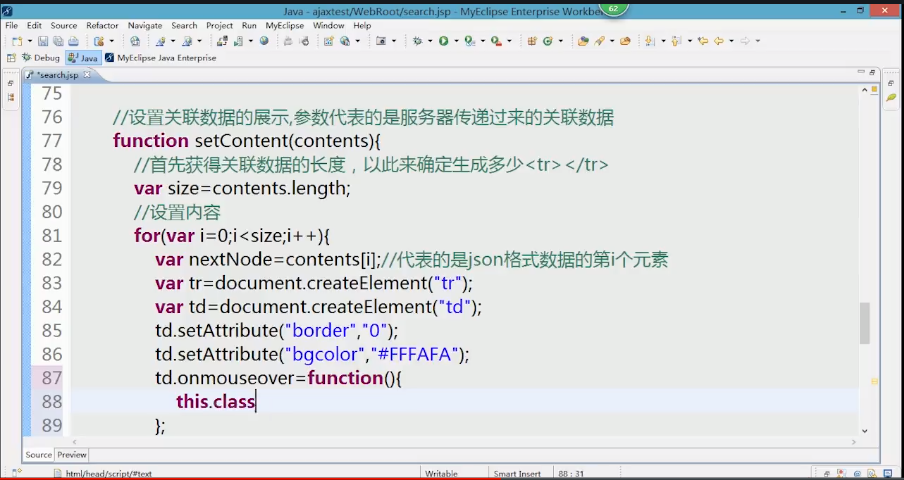 Java - ajaxtest/WebRoot/search.jsp - MyEclipse Enterprise Workbe
62
File Edit Source Refactor Navigate Search Project Run MyEclipse Window Help
Debug Java MyEclipse Java Enterprise
*search.jsp
75
76 //设置关联数据的展示,参数代表的是服务器传递过来的关联数据
77 function setContent(contents){
78 //首先获得关联数据的长度，以此来确定生成多少<tr></tr>
79 var size=contents.length;
80 //设置内容
81 for(var i=0;i<size;i++){
82 var nextNode=contents[i];//代表的是json格式数据的第i个元素
83 var tr=document.createElement("tr");
84 var td=document.createElement("td");
85 td.setAttribute("border","0");
86 td.setAttribute("bgcolor","#FFFAFA");
87 td.onmouseover=function(){
88 this.class
89 };
Source Preview
html/head/script/#text Writable Smart Insert 88 : 31